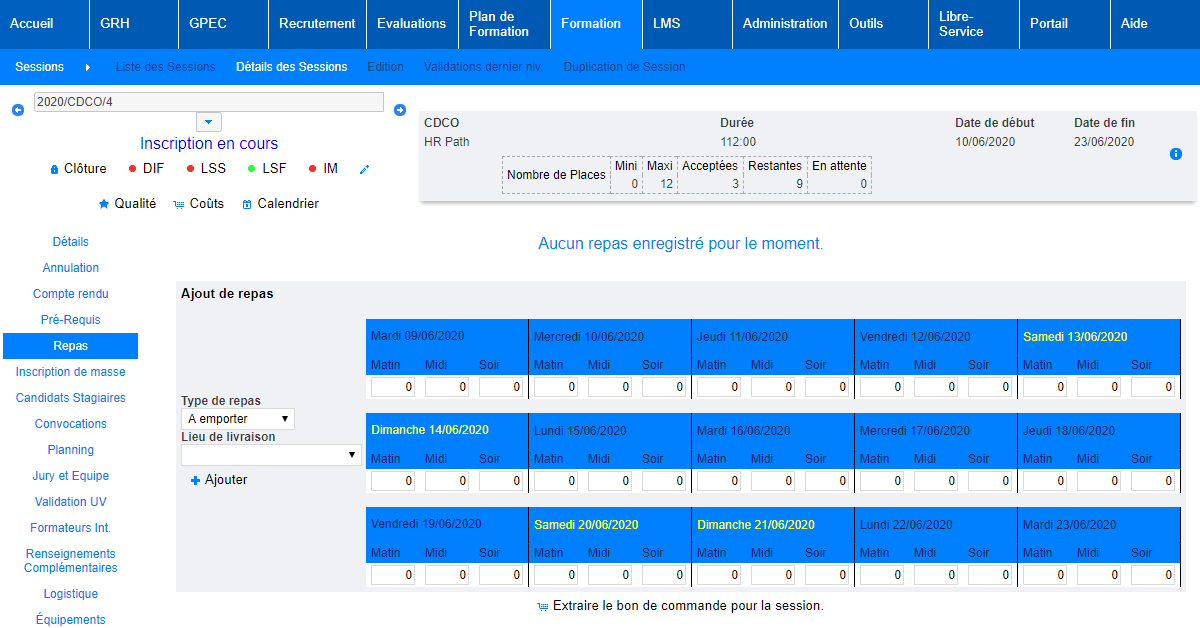 Accueil GRH GPEC Recrutement Evaluations Plan de Formation Formation LMS Administration Outils Libre-Service Portail Aide
Sessions Liste des Sessions Détails des Sessions Edition Validations dernier niv. Duplication de Session
2020/CDCO/4
Inscription en cours
Clôture DIF LSS LSF IM
Qualité Coûts Calendrier
CDCO Durée Date de début Date de fin
HR Path 112:00 10/06/2020 23/06/2020
Nombre de Places Mini Maxi Acceptées Restantes En attente
0 12 3 9 0
Détails
Annulation
Compte rendu
Pré-Requis
Repas
Inscription de masse
Candidats Stagiaires
Convocations
Planning
Jury et Equipe
Validation UV
Formateurs Int.
Renseignements
Complémentaires
Logistique
Équipements
Aucun repas enregistré pour le moment.
Ajout de repas
Type de repas
A emporter
Lieu de livraison
Ajouter
Mardi 09/06/2020 Mercredi 10/06/2020 Jeudi 11/06/2020 Vendredi 12/06/2020 Samedi 13/06/2020
Matin Midi Soir Matin Midi Soir Matin Midi Soir Matin Midi Soir Matin Midi Soir
0 0 0 0 0 0 0 0 0 0 0 0 0 0 0
Dimanche 14/06/2020 Lundi 15/06/2020 Mardi 16/06/2020 Mercredi 17/06/2020 Jeudi 18/06/2020
Matin Midi Soir Matin Midi Soir Matin Midi Soir Matin Midi Soir Matin Midi Soir
0 0 0 0 0 0 0 0 0 0 0 0 0 0 0
Vendredi 19/06/2020 Samedi 20/06/2020 Dimanche 21/06/2020 Lundi 22/06/2020 Mardi 23/06/2020
Matin Midi Soir Matin Midi Soir Matin Midi Soir Matin Midi Soir Matin Midi Soir
0 0 0 0 0 0 0 0 0 0 0 0 0 0 0
Extraire le bon de commande pour la session.